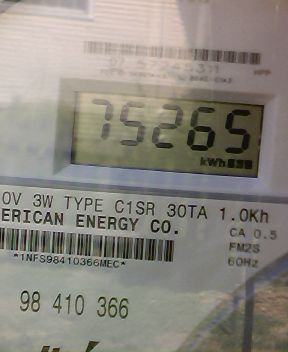 75265
kWh
0V 3W TYPE C1SR 30TA 1.0Kh
ERICAN ENERGY CO.
CA 0.5
FM2S
60Hz
*1NFS98410366MEC*
98 410 366